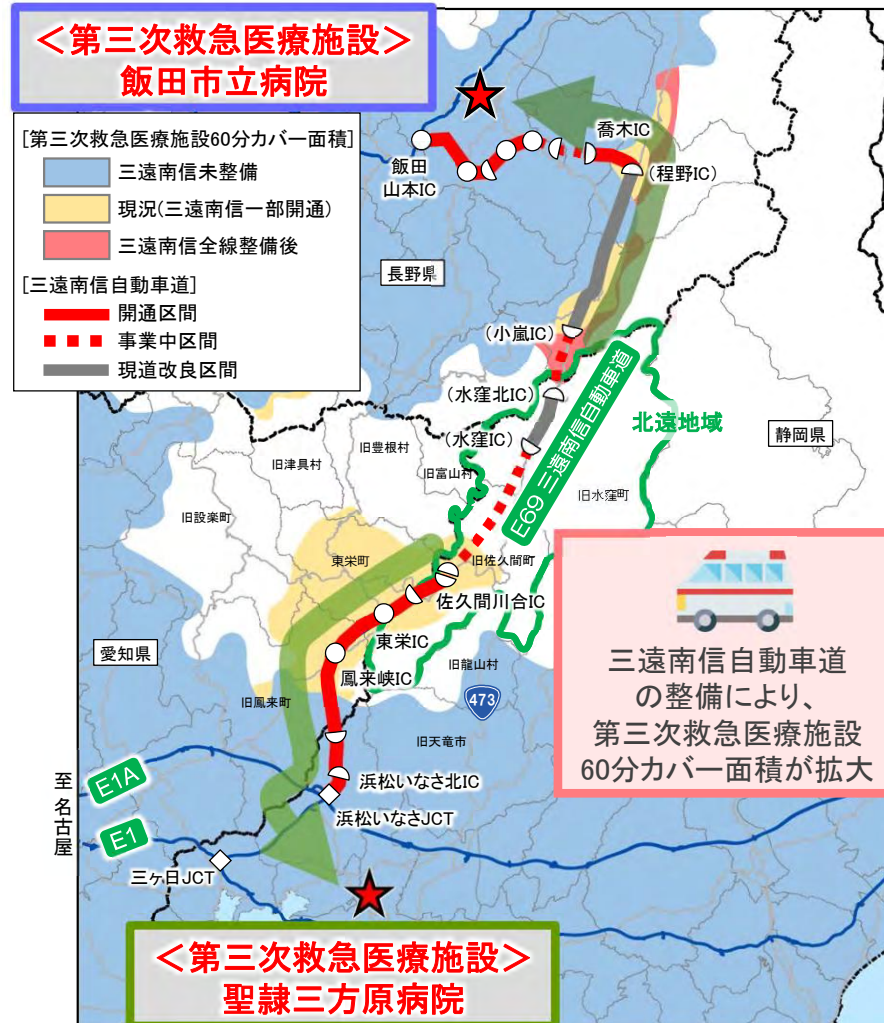 ＜第三次救急医療施設＞
飯田市立病院
[第三次救急医療施設60分カバー面積]
三遠南信未整備
現況(三遠南信一部開通)
三遠南信全線整備後
[三遠南信自動車道]
開通区間
事業中区間
現道改良区間
喬木IC
飯田
山本IC
(程野IC)
長野県
(小嵐IC)
(水窪北IC)
(水窪IC)
E69 三遠南信自動車道
北遠地域
静岡県
旧津具村
旧豊根村
旧富山村
旧水窪町
旧設楽町
東栄町
旧佐久間町
佐久間川合IC
東栄IC
愛知県
鳳来峡IC
旧龍山村
旧鳳来町
473
旧天竜市
三遠南信自動車道
の整備により、
第三次救急医療施設
60分カバー面積が拡大
至 名古屋
E1A
浜松いなさ北IC
浜松いなさJCT
E1
三ヶ日JCT
＜第三次救急医療施設＞
聖隷三方原病院